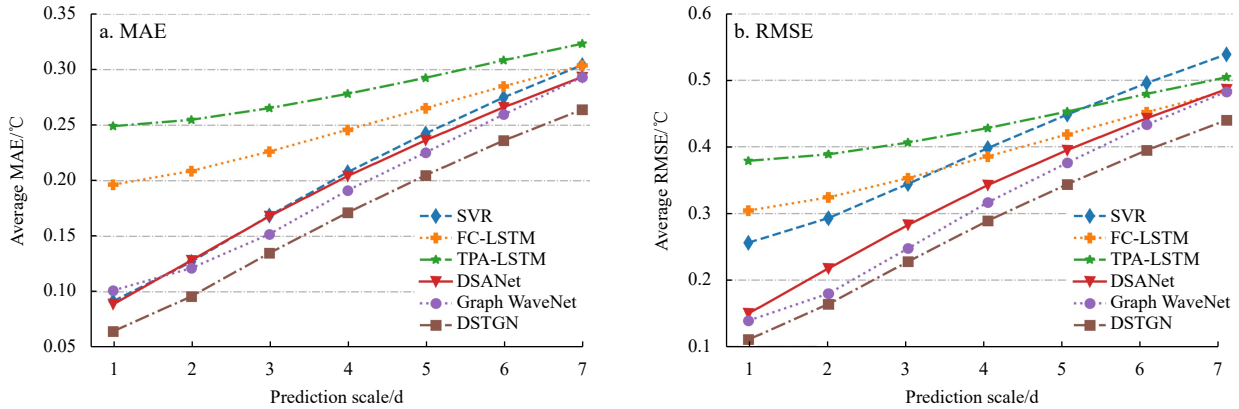 a. MAE
0.35
0.30
0.25
0.20
0.15
0.10
0.05
Average MAE/℃
1 2 3 4 5 6 7
Prediction scale/d
SVR
FC-LSTM
TPA-LSTM
DSANet
Graph WaveNet
DSTGN
b. RMSE
0.6
0.5
0.4
0.3
0.2
0.1
Average RMSE/℃
1 2 3 4 5 6 7
Prediction scale/d
SVR
FC-LSTM
TPA-LSTM
DSANet
Graph WaveNet
DSTGN